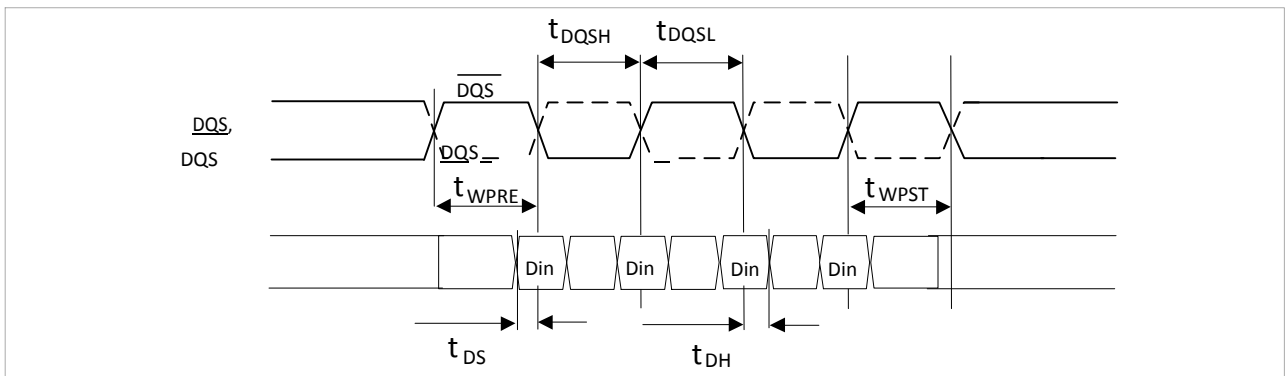 tDQSH tDQSL
DQS
DQS,
DQS
DQS
tWPRE tWPST
Din Din Din Din
tDS tDH